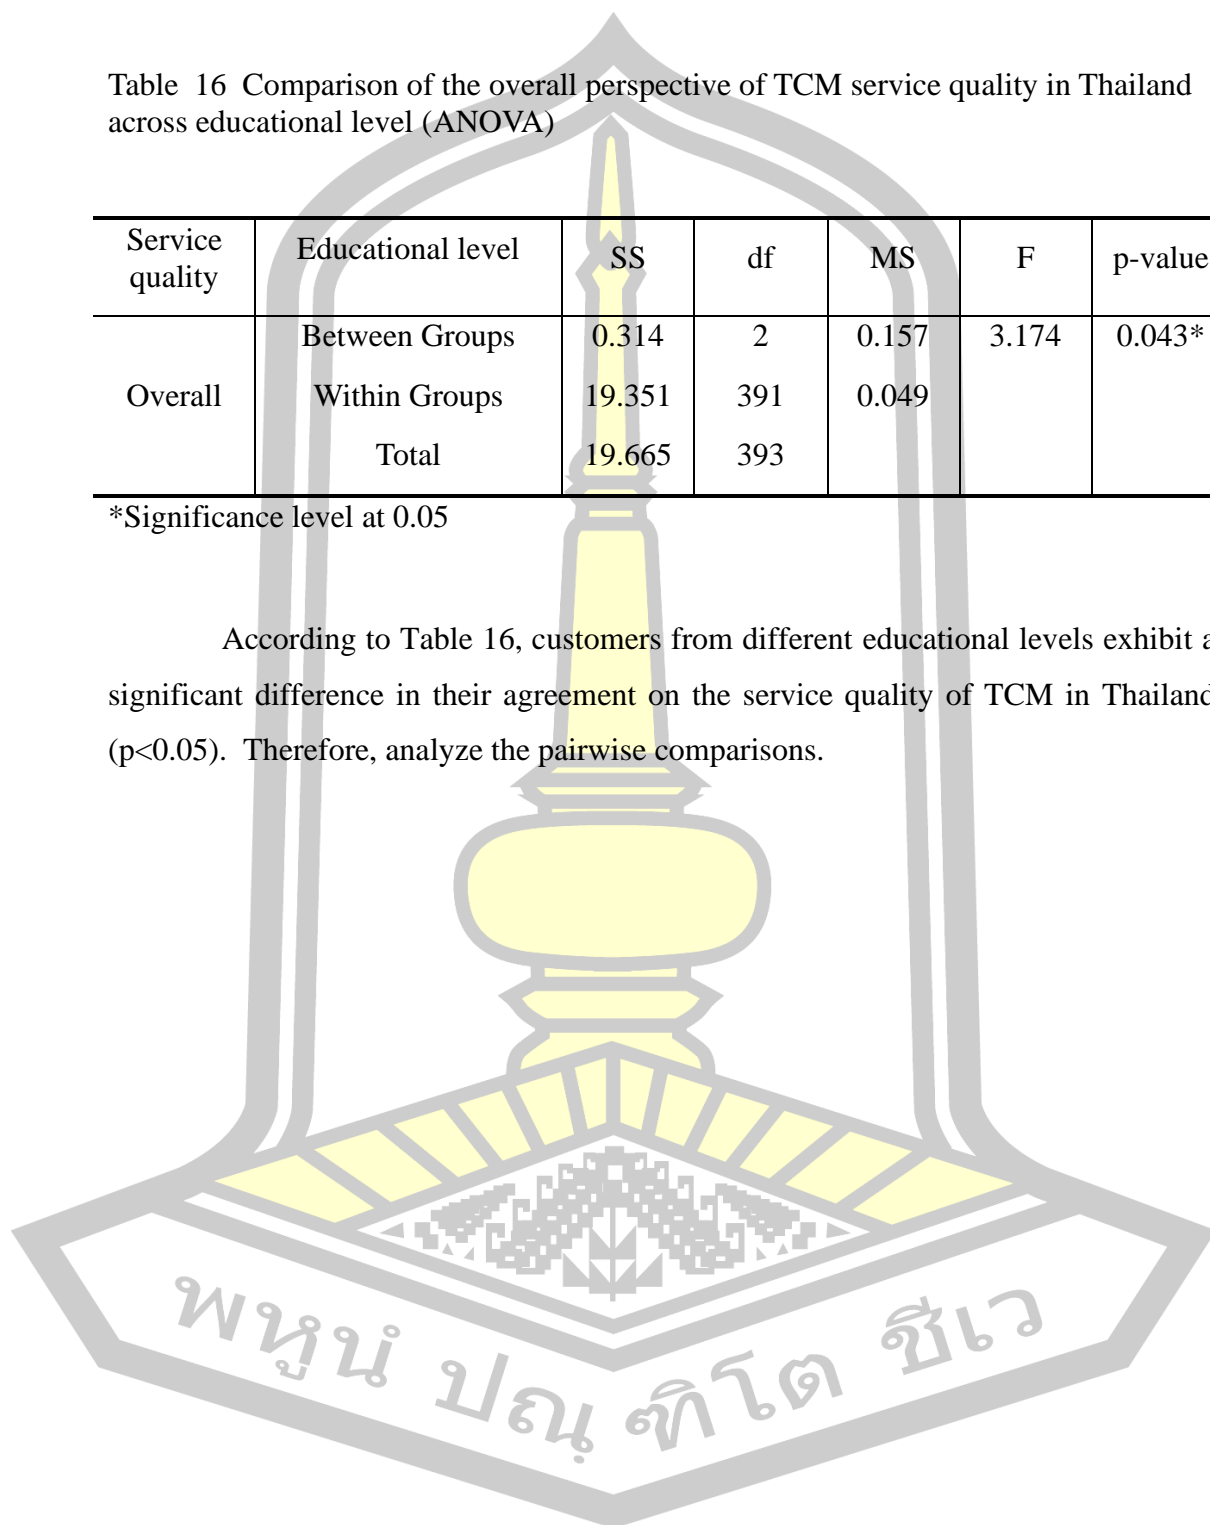 Table 16 Comparison of the overall perspective of TCM service quality in Thailand
across educational level (ANOVA)
Service quality Educational level SS df MS F p-value
Overall Between Groups 0.314 2 0.157 3.174 0.043*
Within Groups 19.351 391 0.049
Total 19.665 393
*Significance level at 0.05
According to Table 16, customers from different educational levels exhibit a
significant difference in their agreement on the service quality of TCM in Thailand
(p<0.05). Therefore, analyze the pairwise comparisons.
พหูนํ ปณฺฑิโต ชีเว